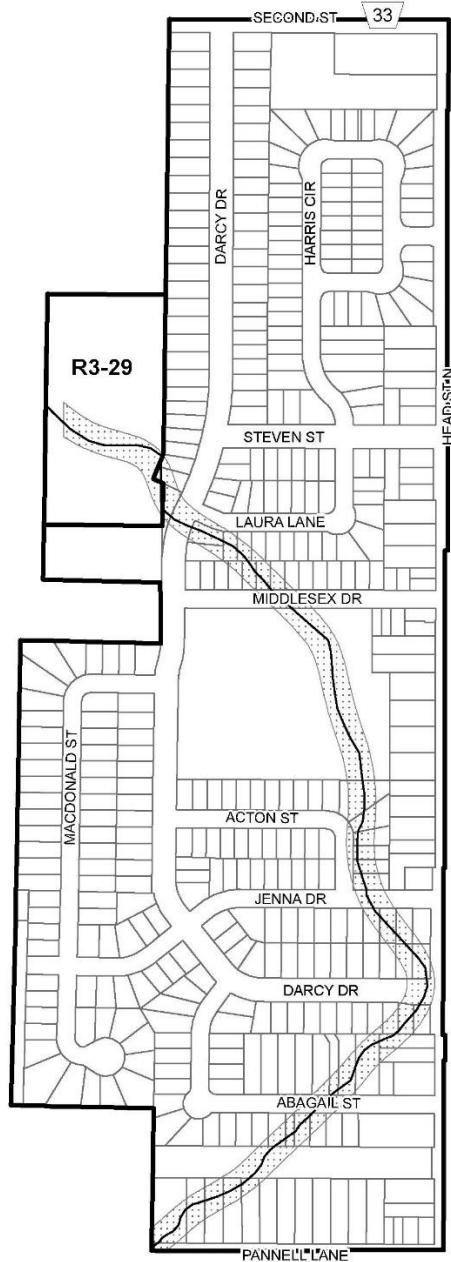 SECOND ST
33
DARCY DR
HARRIS CIR
R3-29
HEAD ST N
STEVEN ST
LAURA LANE
MIDDLESEX DR
MACDONALD ST
ACTON ST
JENNA DR
DARCY DR
ABAGAIL ST
PANNELL LANE